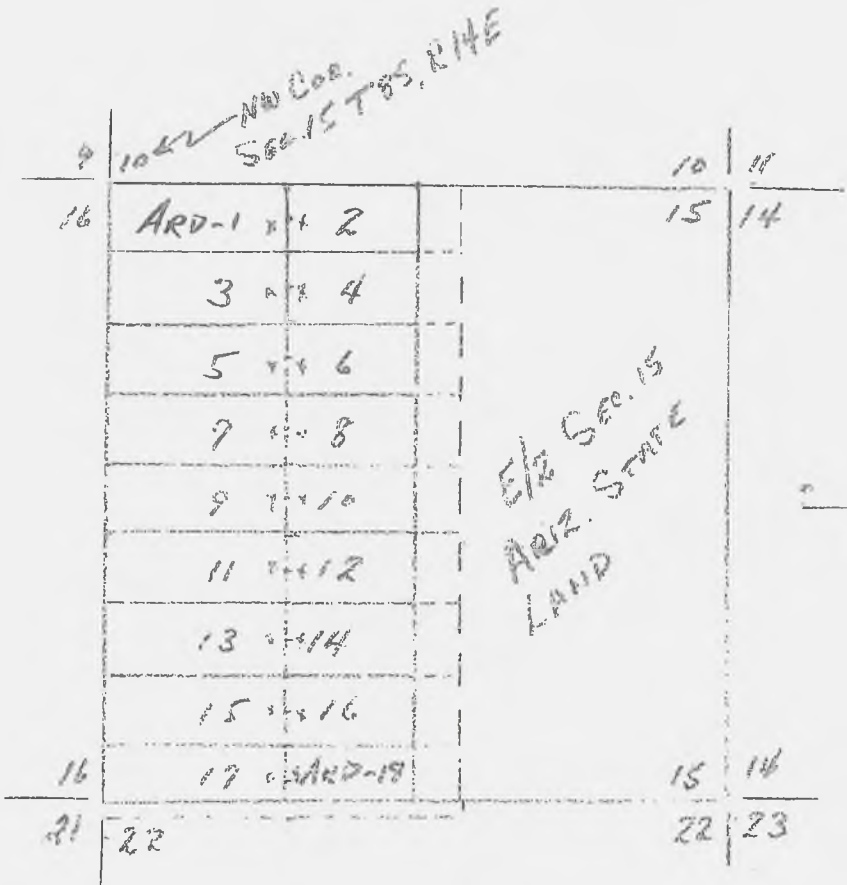 NW COR.
SEC. 15 T8S, R14E
9 10 10 11
16 15 14
ARD-1 2
3 4
5 6
7 8
9 10
11 12
13 14
15 16
17 ARD-18
E/2 SEC. 15
ARIZ. STATE
LAND
16 15 14
21 22 22 23